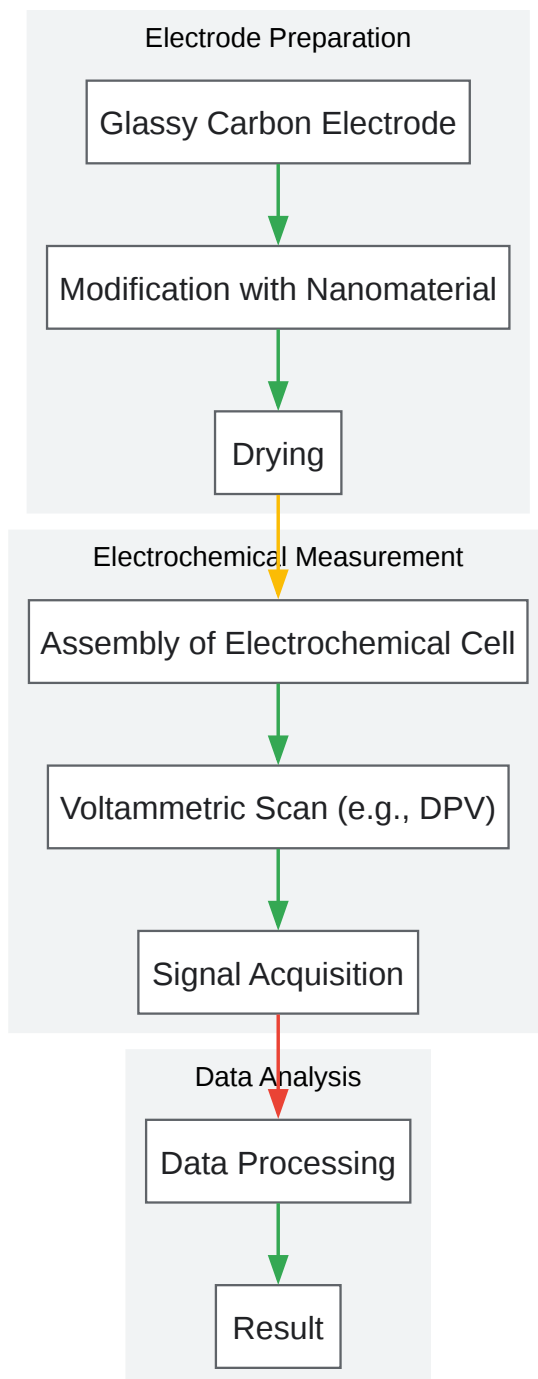 Electrode Preparation
Glassy Carbon Electrode
Modification with Nanomaterial
Drying
Electrochemical Measurement
Assembly of Electrochemical Cell
Voltammetric Scan (e.g., DPV)
Signal Acquisition
Data Analysis
Data Processing
Result